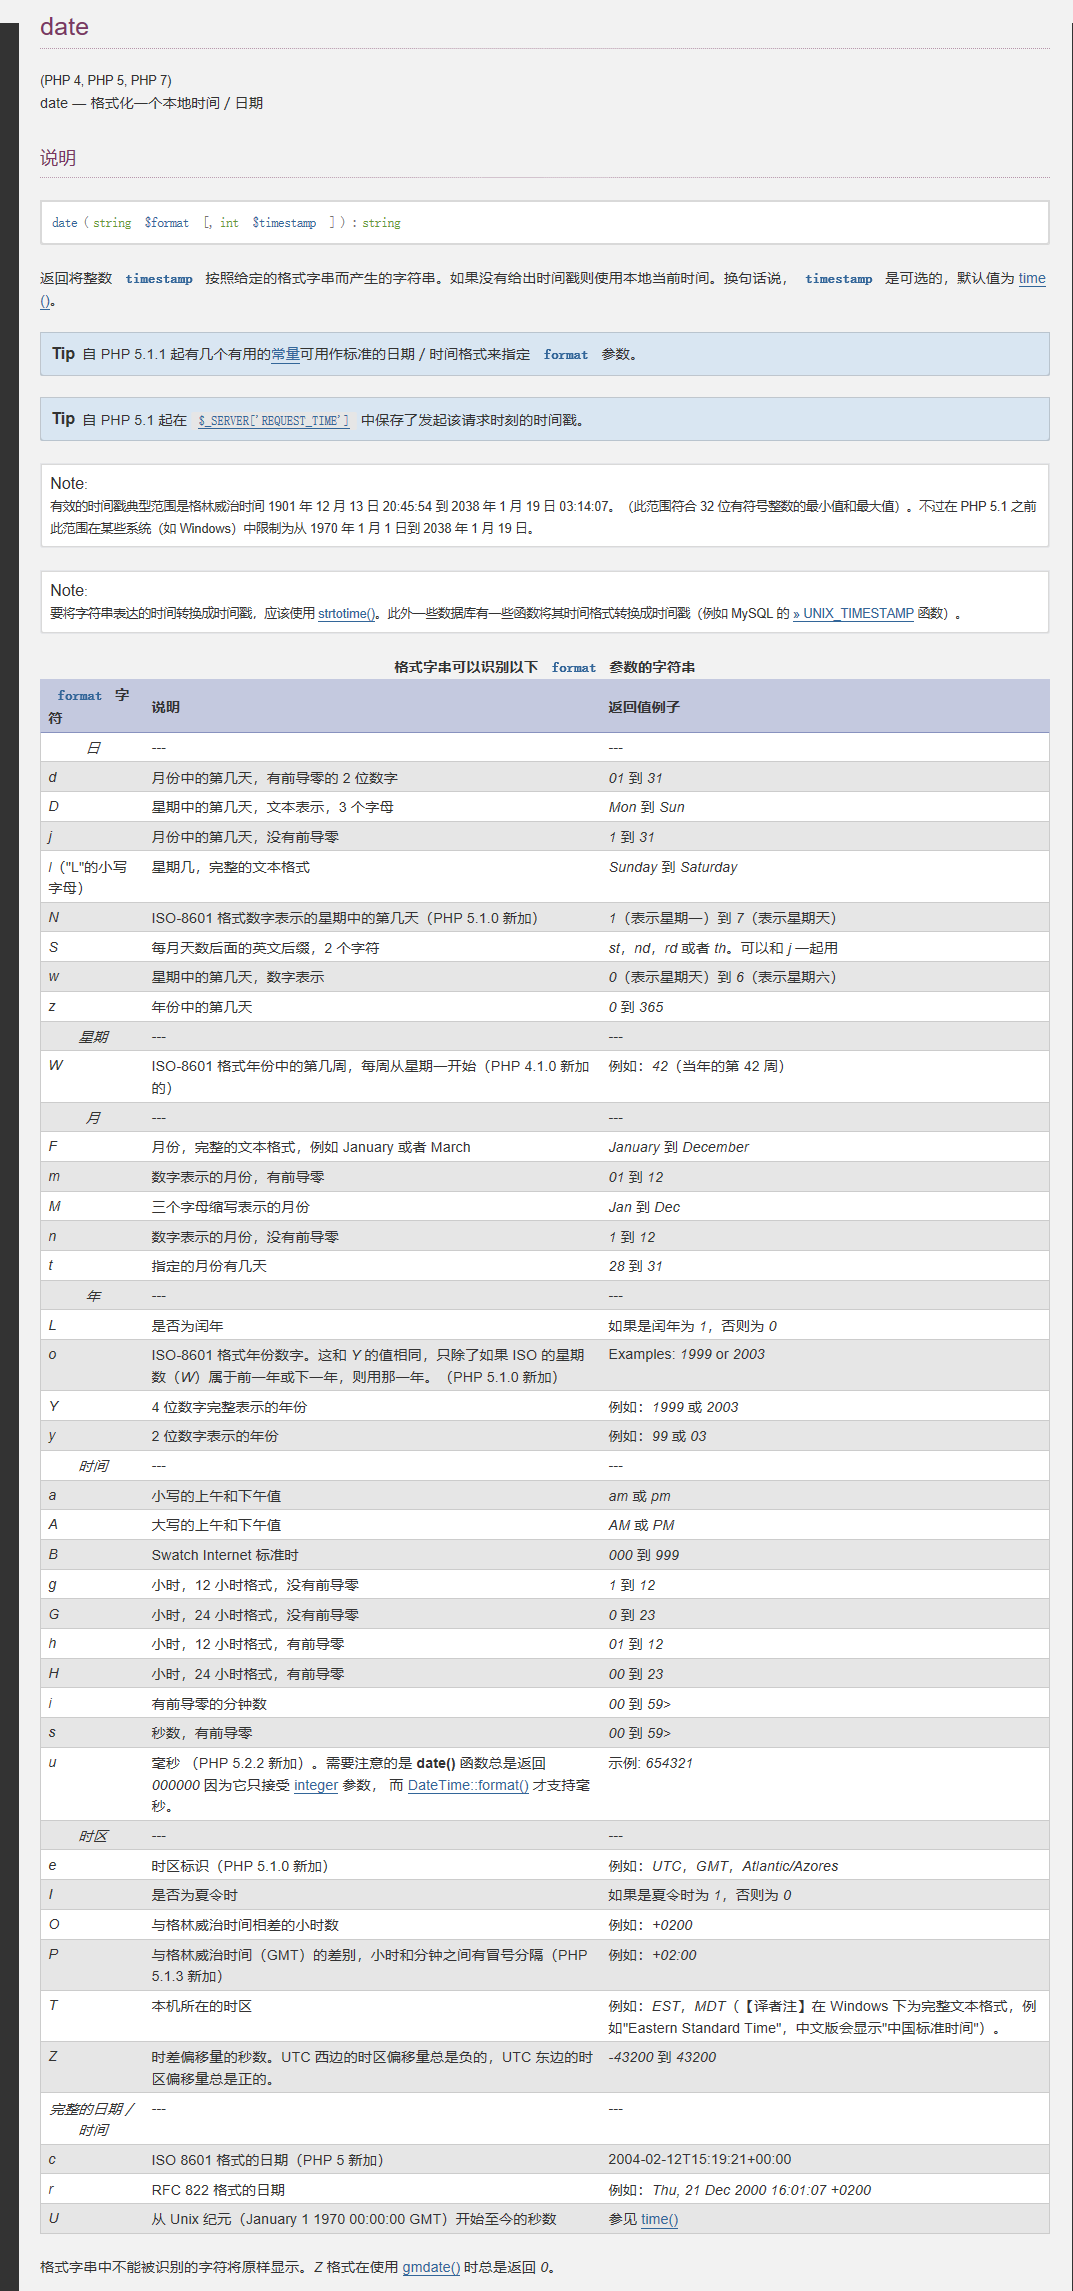 date
(PHP 4, PHP 5, PHP 7)
date — 格式化一个本地时间／日期
说明
date ( string $format [, int $timestamp ] ) : string
返回将整数 timestamp 按照给定的格式字串而产生的字符串。如果没有给出时间戳则使用本地当前时间。换句话说， timestamp 是可选的，默认值为 time
()。
Tip 自 PHP 5.1.1 起有几个有用的常量可用作标准的日期／时间格式来指定 format 参数。
Tip 自 PHP 5.1 起在 $_SERVER['REQUEST_TIME'] 中保存了发起该请求时刻的时间戳。
Note:
有效的时间戳典型范围是格林威治时间 1901 年 12 月 13 日 20:45:54 到 2038 年 1 月 19 日 03:14:07。（此范围符合 32 位有符号整数的最小值和最大值）。不过在 PHP 5.1 之前
此范围在某些系统（如 Windows）中限制为从 1970 年 1 月 1 日到 2038 年 1 月 19 日。
Note:
要将字符串表达的时间转换成时间戳，应该使用 strtotime()。此外一些数据库有一些函数将其时间格式转换成时间戳（例如 MySQL 的 » UNIX_TIMESTAMP 函数）。
格式字串可以识别以下 format 参数的字符串
format 字
符 说明 返回值例子
日 --- ---
d 月份中的第几天，有前导零的 2 位数字 01 到 31
D 星期中的第几天，文本表示，3 个字母 Mon 到 Sun
j 月份中的第几天，没有前导零 1 到 31
l（"L"的小写 星期几，完整的文本格式 Sunday 到 Saturday
字母）
N ISO-8601 格式数字表示的星期中的第几天（PHP 5.1.0 新加） 1（表示星期一）到 7（表示星期天）
S 每月天数后面的英文后缀，2 个字符 st，nd，rd 或者 th。可以和 j 一起用
w 星期中的第几天，数字表示 0（表示星期天）到 6（表示星期六）
z 年份中的第几天 0 到 365
星期 --- ---
W ISO-8601 格式年份中的第几周，每周从星期一开始（PHP 4.1.0 新加 例如：42（当年的第 42 周）
的）
月 --- ---
F 月份，完整的文本格式，例如 January 或者 March January 到 December
m 数字表示的月份，有前导零 01 到 12
M 三个字母缩写表示的月份 Jan 到 Dec
n 数字表示的月份，没有前导零 1 到 12
t 指定的月份有几天 28 到 31
年 --- ---
L 是否为闰年 如果是闰年为 1，否则为 0
o ISO-8601 格式年份数字。这和 Y 的值相同，只除了如果 ISO 的星期 Examples: 1999 or 2003
数（W）属于前一年或下一年，则用那一年。（PHP 5.1.0 新加）
Y 4 位数字完整表示的年份 例如：1999 或 2003
y 2 位数字表示的年份 例如：99 或 03
时间 --- ---
a 小写的上午和下午值 am 或 pm
A 大写的上午和下午值 AM 或 PM
B Swatch Internet 标准时 000 到 999
g 小时，12 小时格式，没有前导零 1 到 12
G 小时，24 小时格式，没有前导零 0 到 23
h 小时，12 小时格式，有前导零 01 到 12
H 小时，24 小时格式，有前导零 00 到 23
i 有前导零的分钟数 00 到 59>
s 秒数，有前导零 00 到 59>
u 毫秒 （PHP 5.2.2 新加）。需要注意的是 date() 函数总是返回 示例: 654321
000000 因为它只接受 integer 参数， 而 DateTime::format() 才支持毫
秒。
时区 --- ---
e 时区标识（PHP 5.1.0 新加） 例如：UTC，GMT，Atlantic/Azores
I 是否为夏令时 如果是夏令时为 1，否则为 0
O 与格林威治时间相差的小时数 例如：+0200
P 与格林威治时间（GMT）的差别，小时和分钟之间有冒号分隔（PHP 例如：+02:00
5.1.3 新加）
T 本机所在的时区 例如：EST，MDT（【译者注】在 Windows 下为完整文本格式，例
如"Eastern Standard Time"，中文版会显示"中国标准时间"）。
Z 时差偏移量的秒数。UTC 西边的时区偏移量总是负的，UTC 东边的时 -43200 到 43200
区偏移量总是正的。
完整的日期／ --- ---
时间
c ISO 8601 格式的日期（PHP 5 新加） 2004-02-12T15:19:21+00:00
r RFC 822 格式的日期 例如：Thu, 21 Dec 2000 16:01:07 +0200
U 从 Unix 纪元（January 1 1970 00:00:00 GMT）开始至今的秒数 参见 time()
格式字串中不能被识别的字符将原样显示。Z 格式在使用 gmdate() 时总是返回 0。